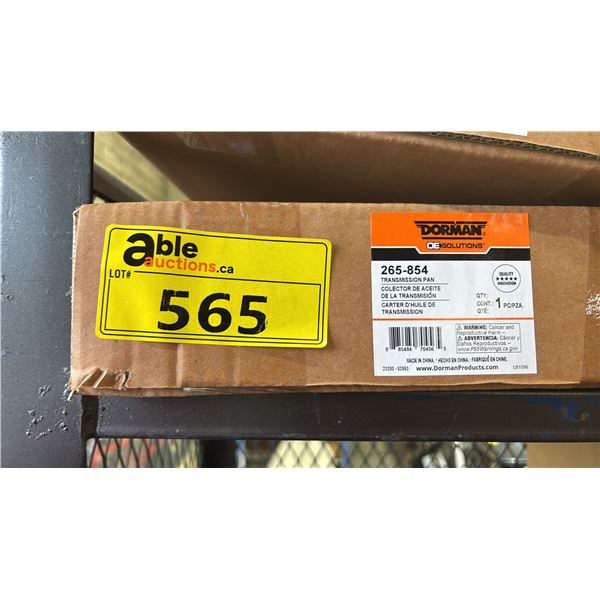 able
auctions.ca
LOT#
565
DORMAN
OE SOLUTIONS
265-854
TRANSMISSION PAN
COLECTOR DE ACEITE
DE LA TRANSMISIÓN
CARTER D'HUILE DE
TRANSMISSION
QUALITY
★★★★★
INNOVATION
QTY:
CONT.: 1 PC/PZA.
QTÉ:
WARNING: Cancer and
Reproductive Harm –
ADVERTENCIA: Cáncer y
Daños Reproductivos –
www.P65Warnings.ca.gov
MADE IN CHINA. * HECHO EN CHINA. * FABRIQUÉ EN CHINE.
www.DormanProducts.com